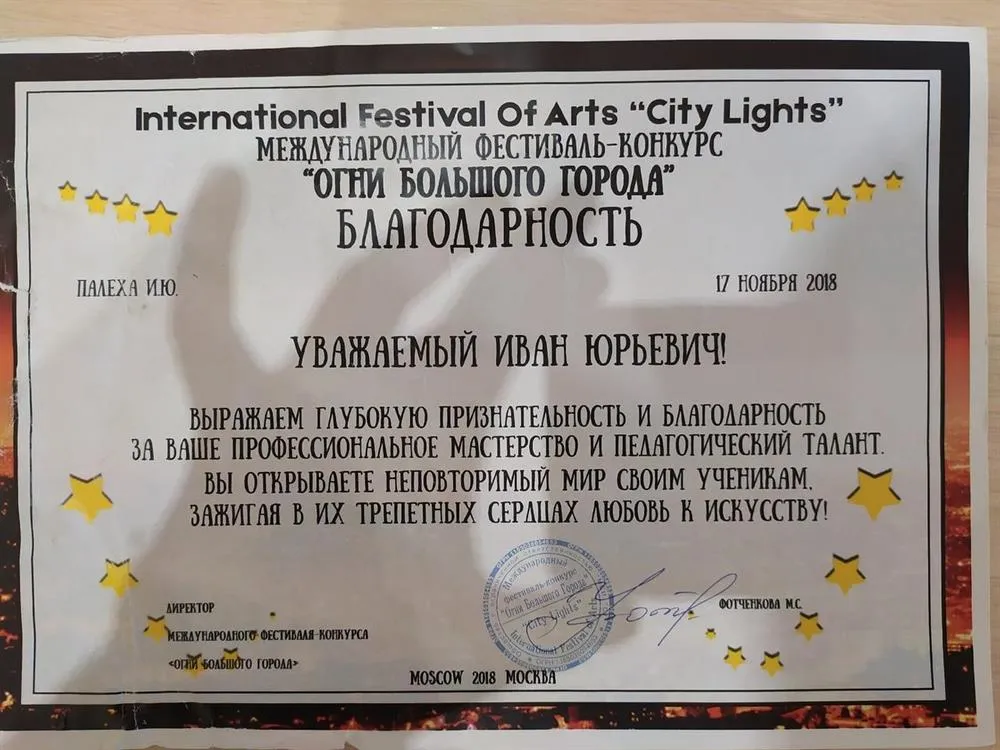 International Festival Of Arts “City Lights”
МЕЖДУНАРОДНЫЙ ФЕСТИВАЛЬ-КОНКУРС
“ОГНИ БОЛЬШОГО ГОРОДА”
БЛАГОДАРНОСТЬ
ПАЛЕХА И.Ю.
17 НОЯБРЯ 2018
УВАЖАЕМЫЙ ИВАН ЮРЬЕВИЧ!
ВЫРАЖАЕМ ГЛУБОКУЮ ПРИЗНАТЕЛЬНОСТЬ И БЛАГОДАРНОСТЬ
ЗА ВАШЕ ПРОФЕССИОНАЛЬНОЕ МАСТЕРСТВО И ПЕДАГОГИЧЕСКИЙ ТАЛАНТ.
ВЫ ОТКРЫВАЕТЕ НЕПОВТОРИМЫЙ МИР СВОИМ УЧЕНИКАМ,
ЗАЖИГАЯ В ИХ ТРЕПЕТНЫХ СЕРДЦАХ ЛЮБОВЬ К ИСКУССТВУ!
ДИРЕКТОР
МЕЖДУНАРОДНОГО ФЕСТИВАЛЯ-КОНКУРСА
«ОГНИ БОЛЬШОГО ГОРОДА»
Международный
фестиваль-конкурс
"Огни Большого Города"
"City Lights"
International Festival
ФОТЧЕНКОВА М.С.
MOSCOW 2018 МОСКВА